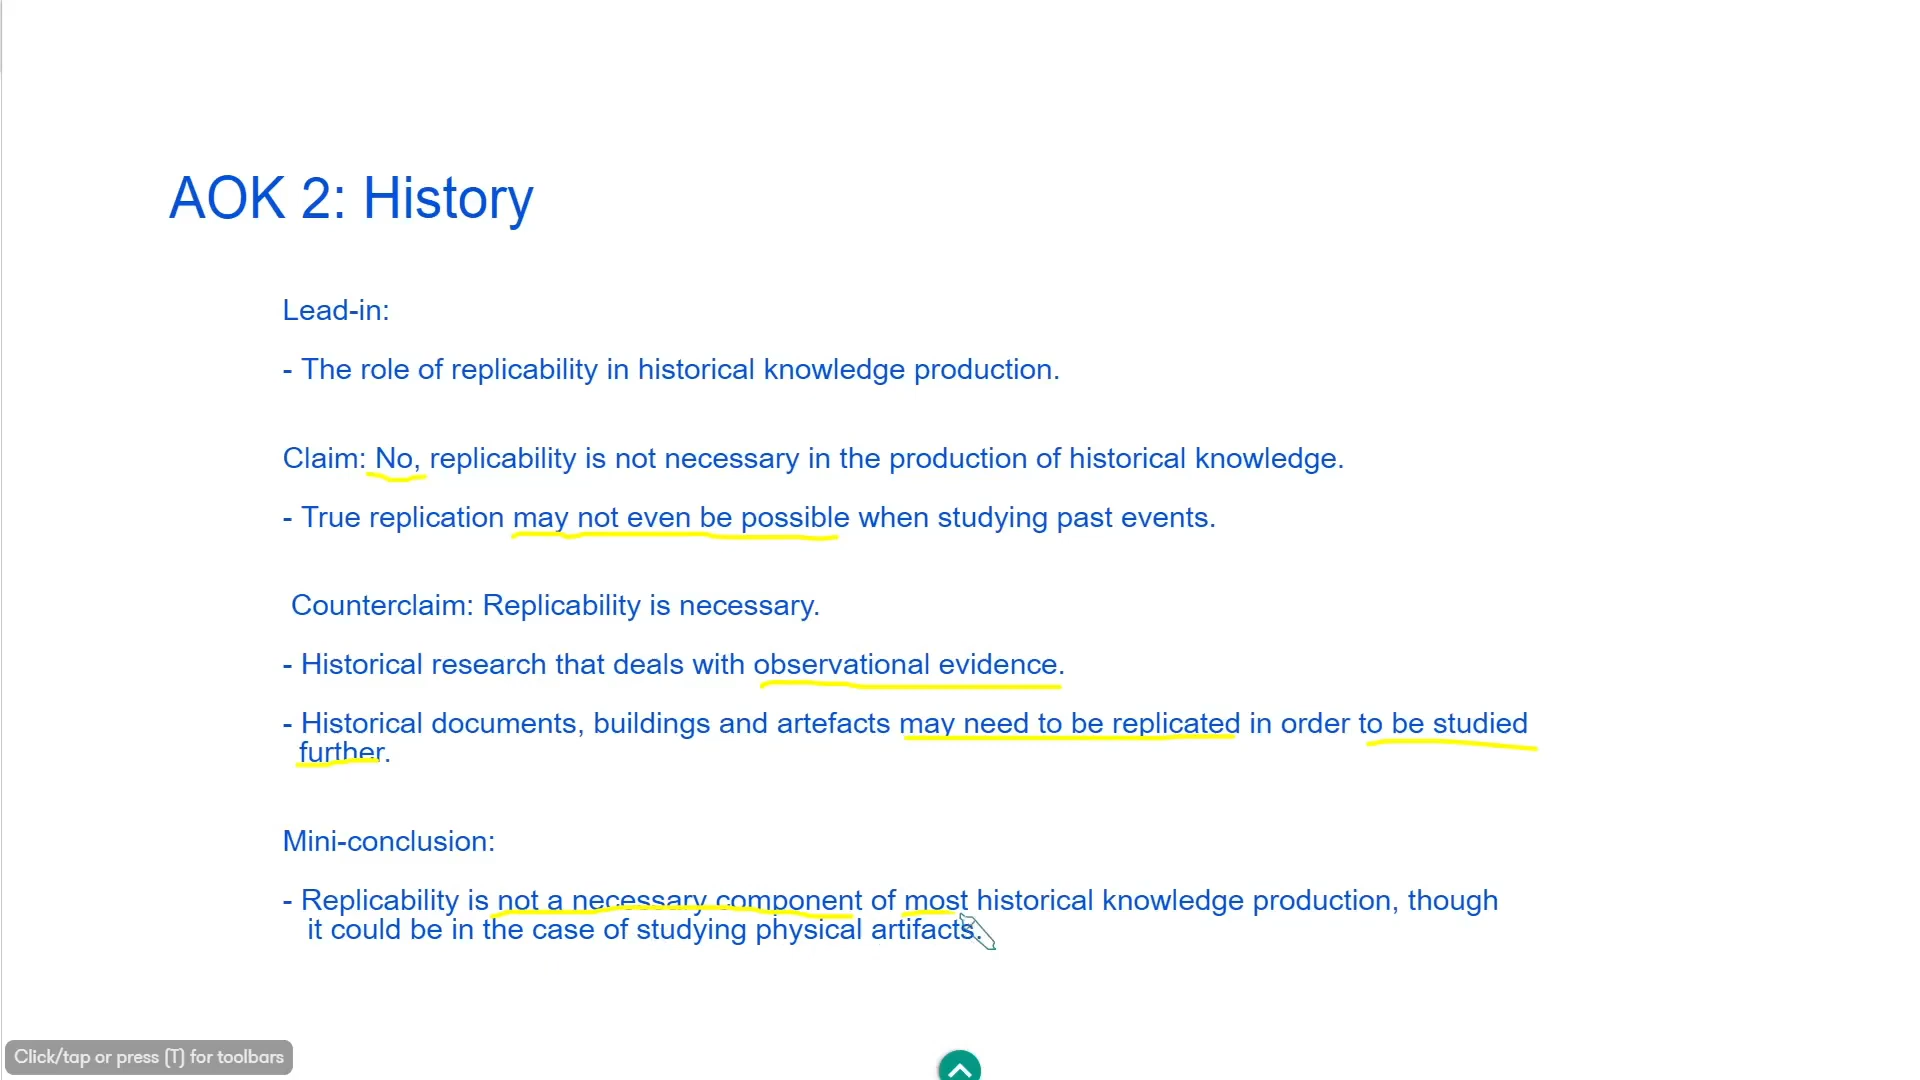 AOK 2: History
Lead-in:
- The role of replicability in historical knowledge production.
Claim: No, replicability is not necessary in the production of historical knowledge.
- True replication may not even be possible when studying past events.
Counterclaim: Replicability is necessary.
- Historical research that deals with observational evidence.
- Historical documents, buildings and artefacts may need to be replicated in order to be studied
further.
Mini-conclusion:
- Replicability is not a necessary component of most historical knowledge production, though
it could be in the case of studying physical artifacts.
Click/tap or press (T) for toolbars